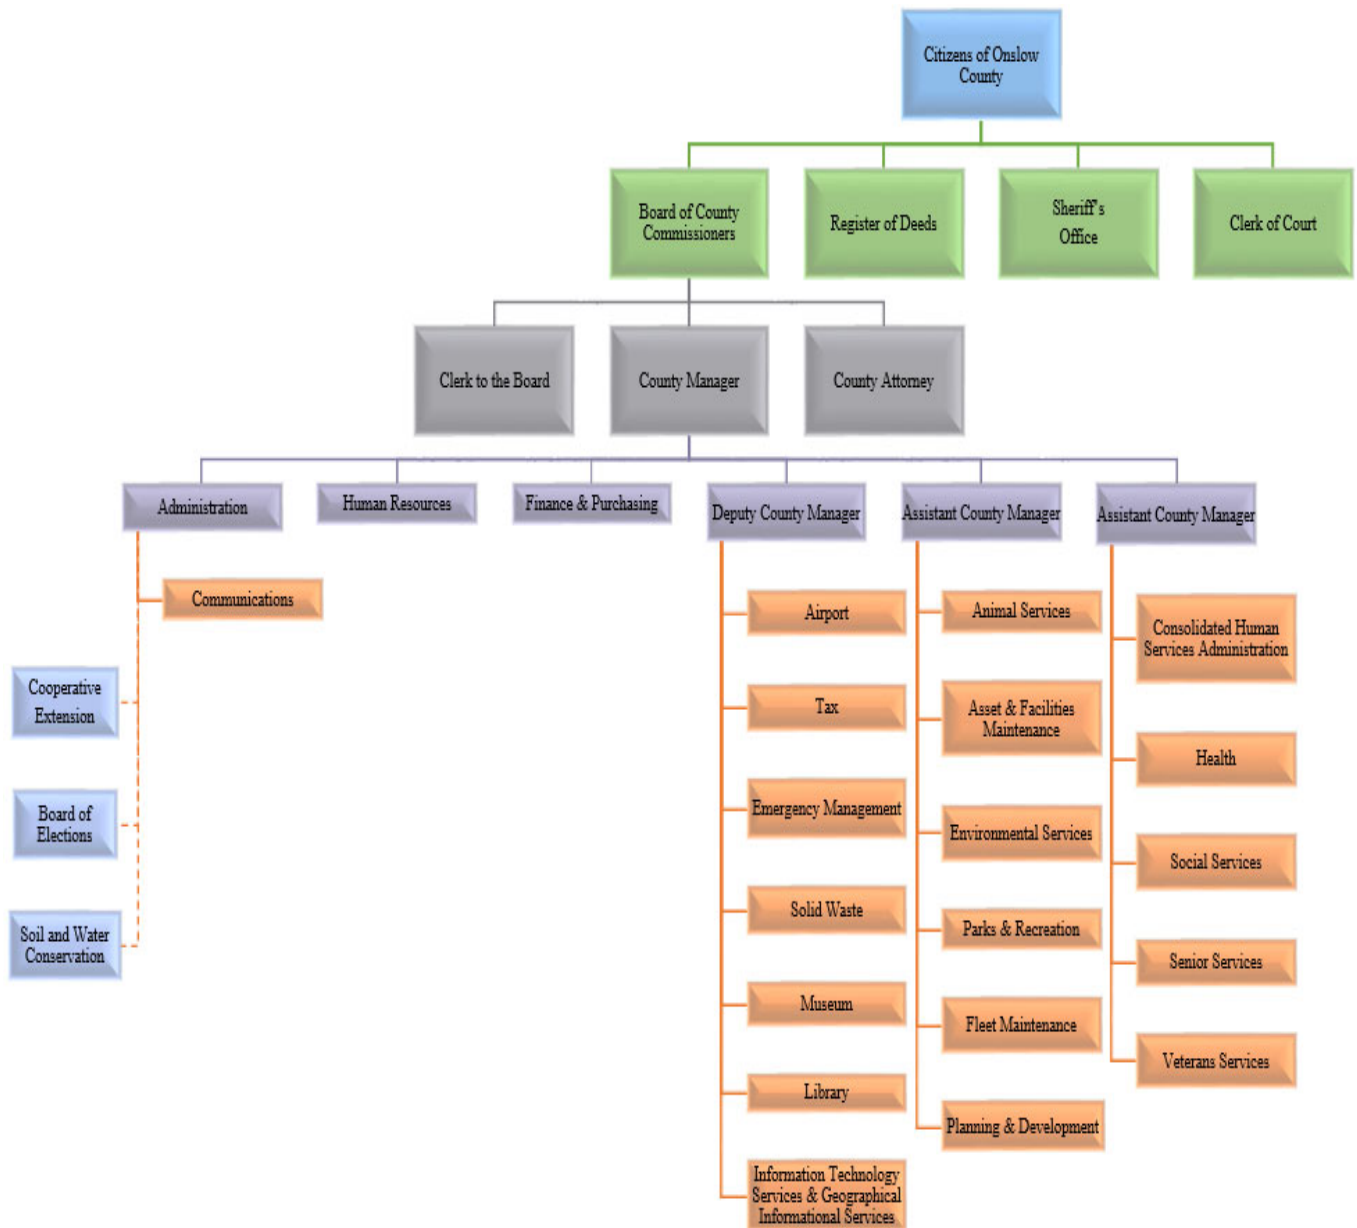 Citizens of Onslow
County
Board of County
Commissioners
Register of Deeds
Sheriff's
Office
Clerk of Court
Clerk to the Board
County Manager
County Attorney
Administration
Human Resources
Finance & Purchasing
Deputy County Manager
Assistant County Manager
Assistant County Manager
Communications
Cooperative
Extension
Board of
Elections
Soil and Water
Conservation
Airport
Tax
Emergency Management
Solid Waste
Museum
Library
Information Technology
Services & Geographical
Informational Services
Animal Services
Asset & Facilities
Maintenance
Environmental Services
Parks & Recreation
Fleet Maintenance
Planning & Development
Consolidated Human
Services Administration
Health
Social Services
Senior Services
Veterans Services